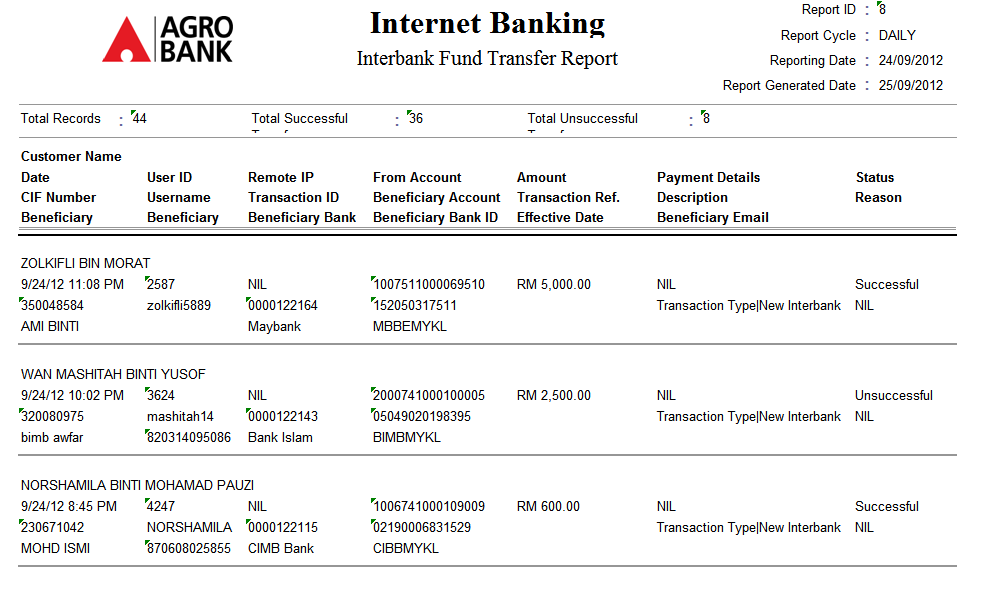 AGRO
BANK
Internet Banking
Interbank Fund Transfer Report
Report ID : 8
Report Cycle : DAILY
Reporting Date : 24/09/2012
Report Generated Date : 25/09/2012
Total Records : 44 Total Successful : 36 Total Unsuccessful : 8
Customer Name
Date User ID Remote IP From Account Amount Payment Details Status
CIF Number Username Transaction ID Beneficiary Account Transaction Ref. Description Reason
Beneficiary Beneficiary Beneficiary Bank Beneficiary Bank ID Effective Date Beneficiary Email
ZOLKIFLI BIN MORAT
9/24/12 11:08 PM 2587 NIL 1007511000069510 RM 5,000.00 NIL Successful
350048584 zolkifli5889 0000122164 152050317511 Transaction Type|New Interbank NIL
AMI BINTI Maybank MBBEMYKL
WAN MASHITAH BINTI YUSOF
9/24/12 10:02 PM 3624 NIL 2000741000100005 RM 2,500.00 NIL Unsuccessful
320080975 mashitah14 0000122143 05049020198395 Transaction Type|New Interbank NIL
bimb awfar 820314095086 Bank Islam BIMBMYKL
NORSHAMILA BINTI MOHAMAD PAUZI
9/24/12 8:45 PM 4247 NIL 1006741000109009 RM 600.00 NIL Successful
230671042 NORSHAMILA 0000122115 02190006831529 Transaction Type|New Interbank NIL
MOHD ISMI 870608025855 CIMB Bank CIBBMYKL